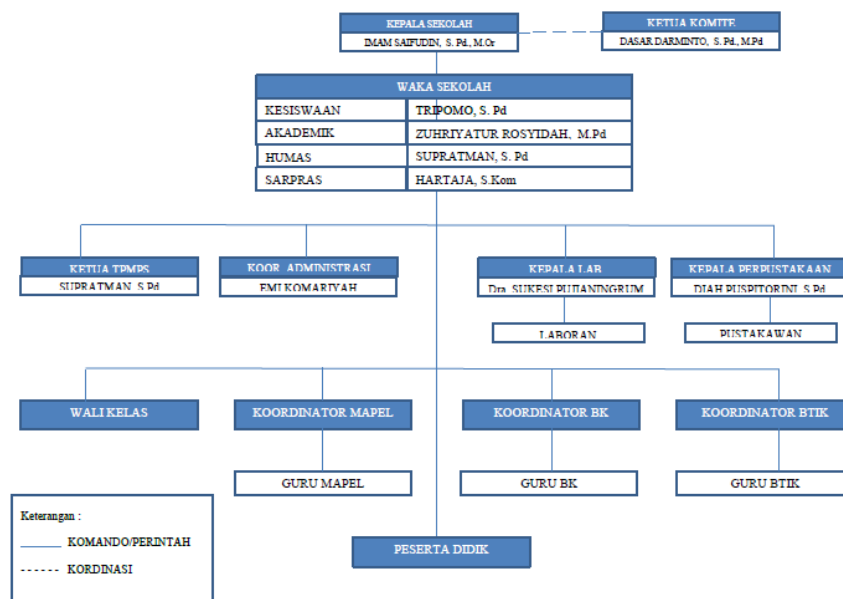 KEPALA SEKOLAH
IMAM SAIFUDIN, S. Pd., M.Or
KETUA KOMITE
DASAR DARMINTO, S. Pd., M.Pd
WAKA SEKOLAH
KESISWAAN TRIPOMO, S. Pd
AKADEMIK ZUHRIYATUR ROSYIDAH, M.Pd
HUMAS SUPRATMAN, S. Pd
SARPRAS HARTAJA, S.Kom
KETUA TPMPS
SUPRATMAN, S.Pd
KOOR. ADMINISTRASI
EMI KOMARIYAH
KEPALA LAB
Dra. SUKESI PUJIANINGRUM
LABORAN
KEPALA PERPUSTAKAAN
DIAH PUSPITORINI, S.Pd
PUSTAKAWAN
WALI KELAS
KOORDINATOR MAPEL
KOORDINATOR BK
KOORDINATOR BTIK
GURU MAPEL
GURU BK
GURU BTIK
Keterangan :
KOMANDO/PERINTAH
KORDINASI
PESERTA DIDIK